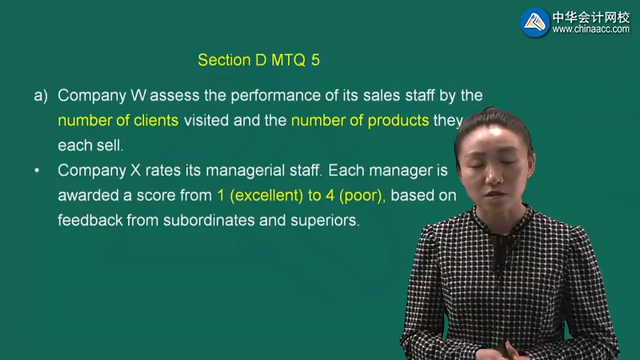 中华会计网校
www.chinaacc.com
Section D MTQ 5
a) Company W assess the performance of its sales staff by the
number of clients visited and the number of products they
each sell.
• Company X rates its managerial staff. Each manager is
awarded a score from 1 (excellent) to 4 (poor), based on
feedback from subordinates and superiors.